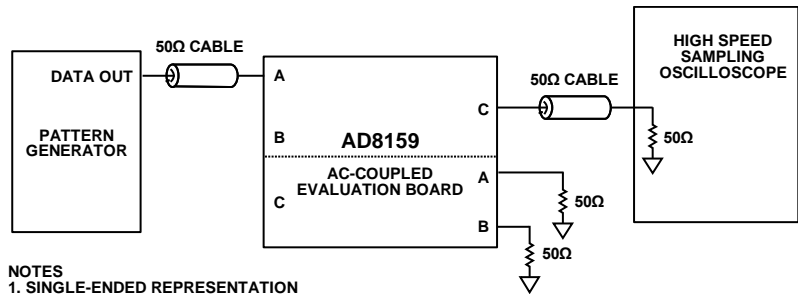 50Ω CABLE
DATA OUT
PATTERN
GENERATOR
A
B
C
AD8159
AC-COUPLED
EVALUATION BOARD
C
A
B
50Ω CABLE
HIGH SPEED
SAMPLING
OSCILLOSCOPE
50Ω
50Ω
50Ω
NOTES
1. SINGLE-ENDED REPRESENTATION